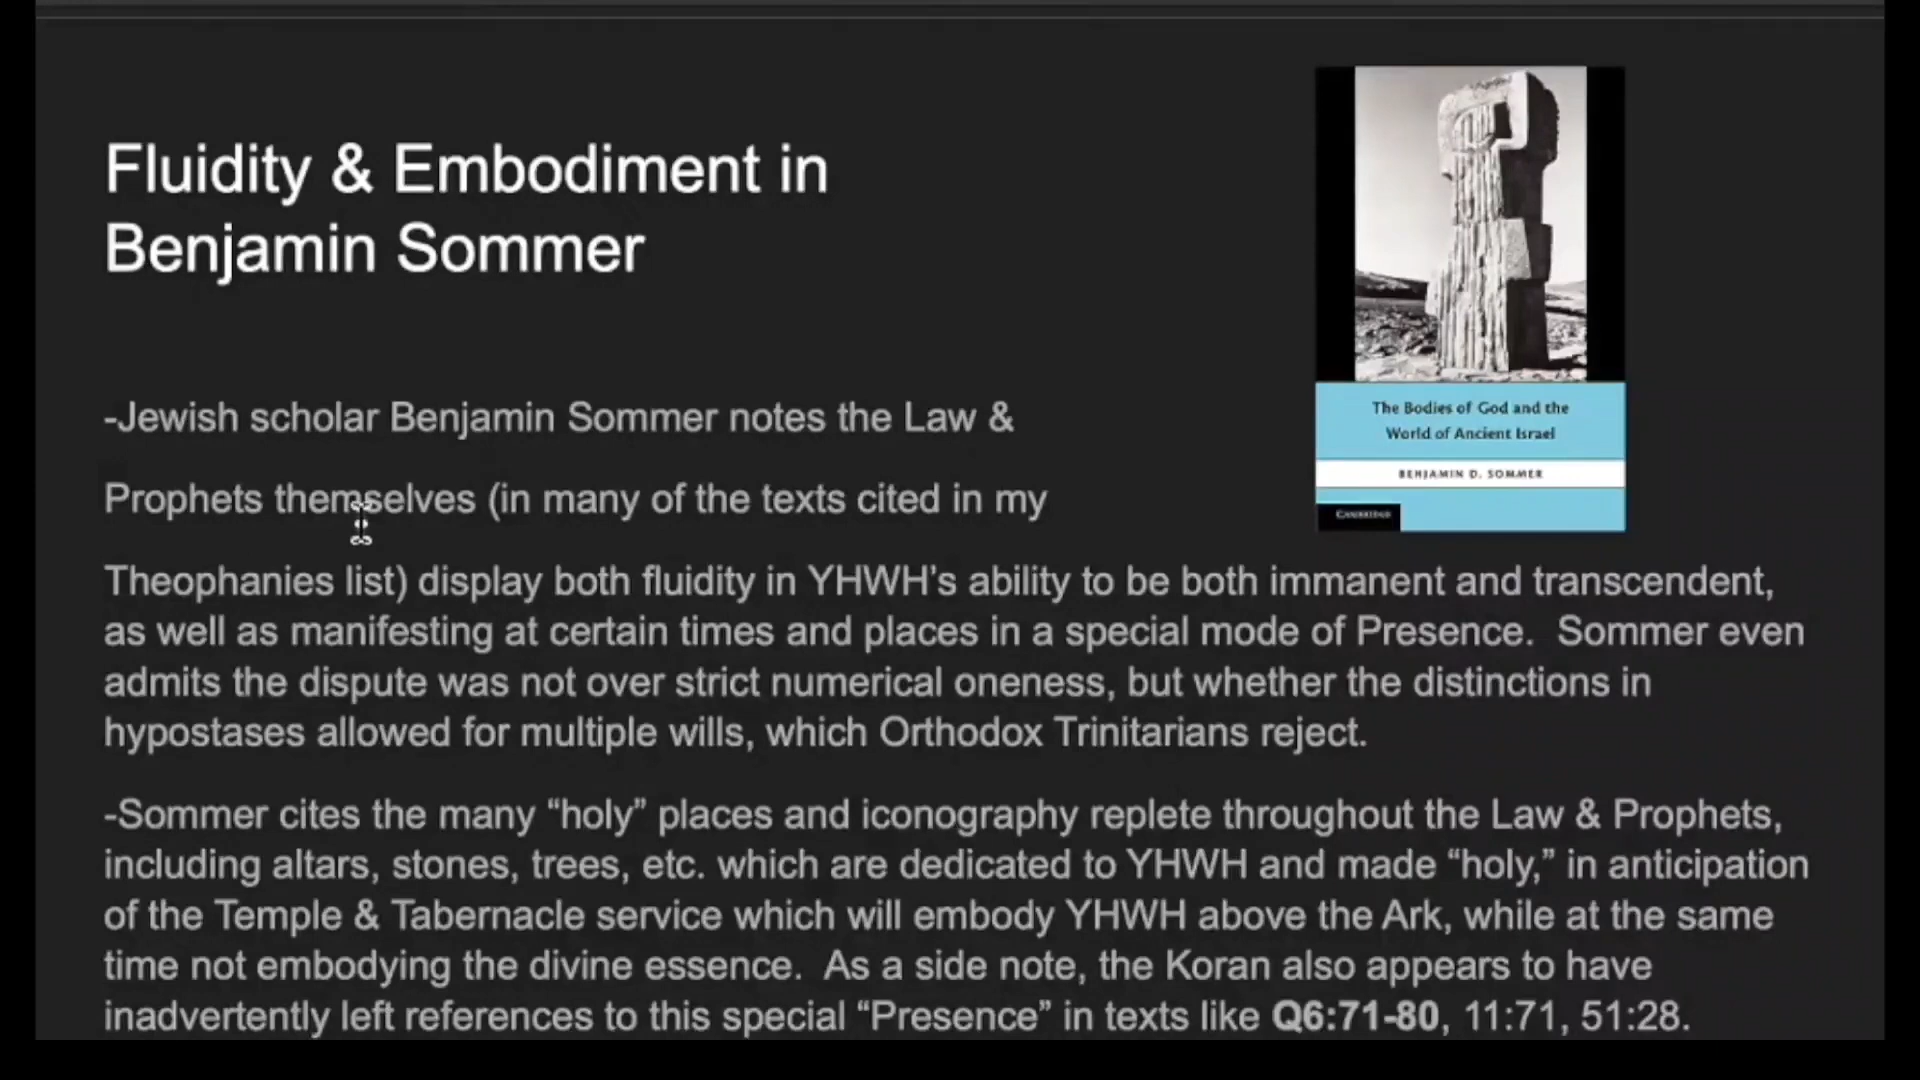 Fluidity & Embodiment in
Benjamin Sommer
-Jewish scholar Benjamin Sommer notes the Law &
Prophets themselves (in many of the texts cited in my
Theophanies list) display both fluidity in YHWH’s ability to be both immanent and transcendent,
as well as manifesting at certain times and places in a special mode of Presence.  Sommer even
admits the dispute was not over strict numerical oneness, but whether the distinctions in
hypostases allowed for multiple wills, which Orthodox Trinitarians reject.
-Sommer cites the many “holy” places and iconography replete throughout the Law & Prophets,
including altars, stones, trees, etc. which are dedicated to YHWH and made “holy,” in anticipation
of the Temple & Tabernacle service which will embody YHWH above the Ark, while at the same
time not embodying the divine essence.  As a side note, the Koran also appears to have
inadvertently left references to this special “Presence” in texts like Q6:71-80, 11:71, 51:28.
The Bodies of God and the
World of Ancient Israel
BENJAMIN D. SOMMER
CAMBRIDGE